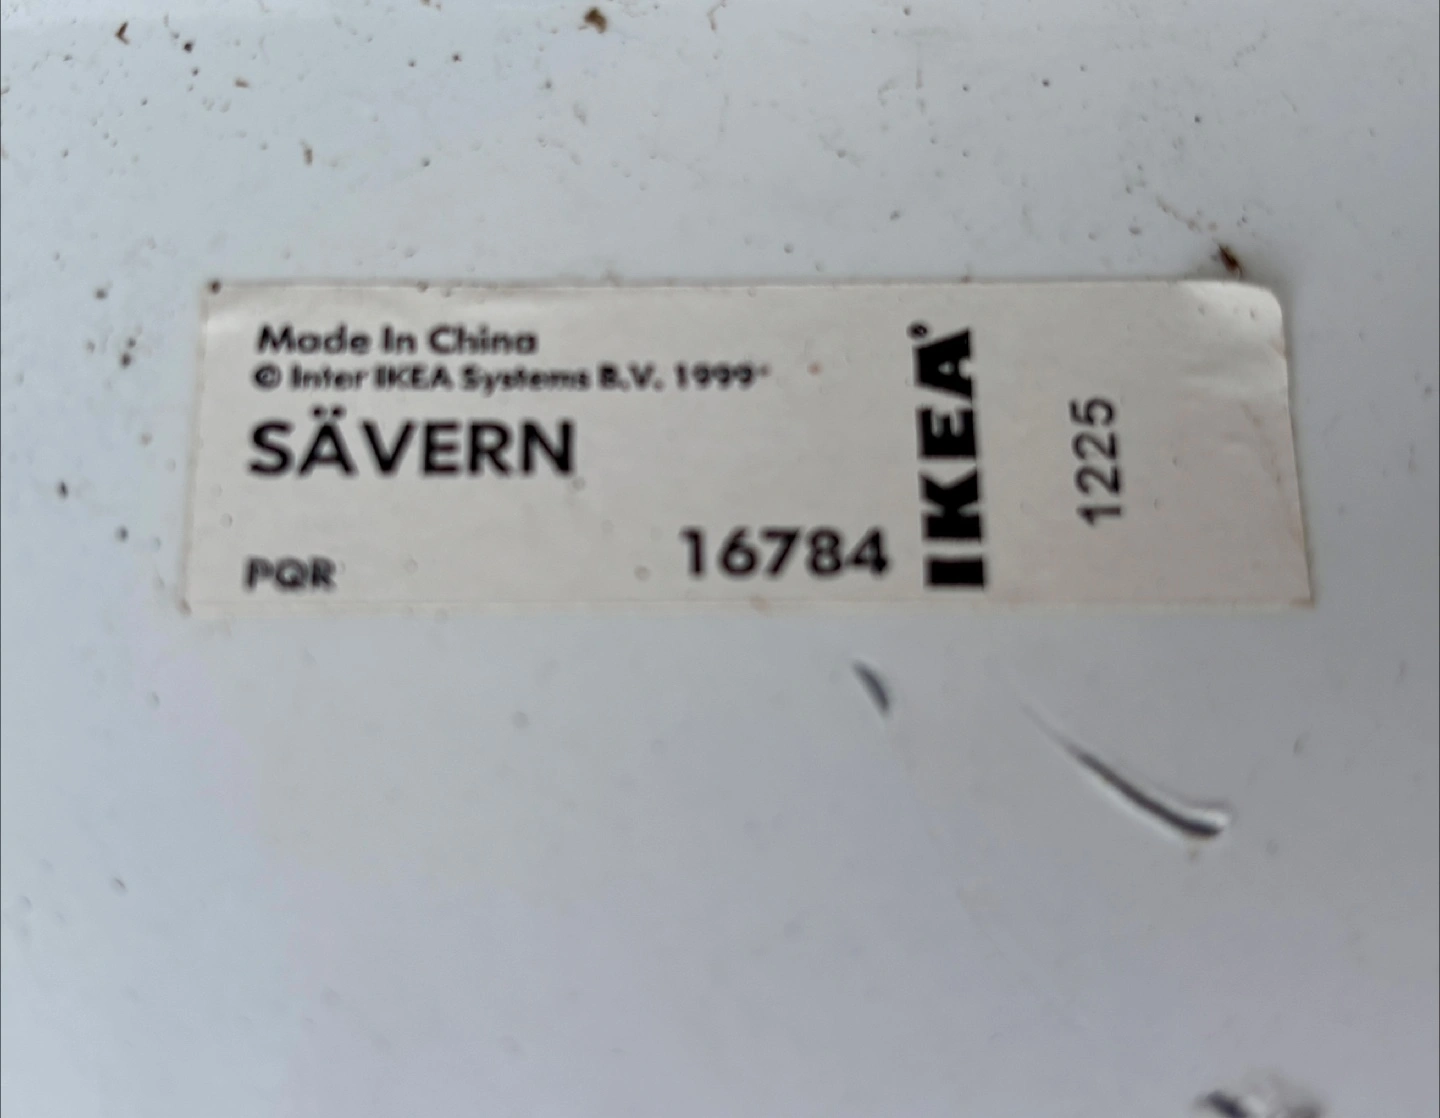 Made In China
© Inter IKEA Systems B.V. 1999
SÄVERN
PQR
16784
IKEA®
1225